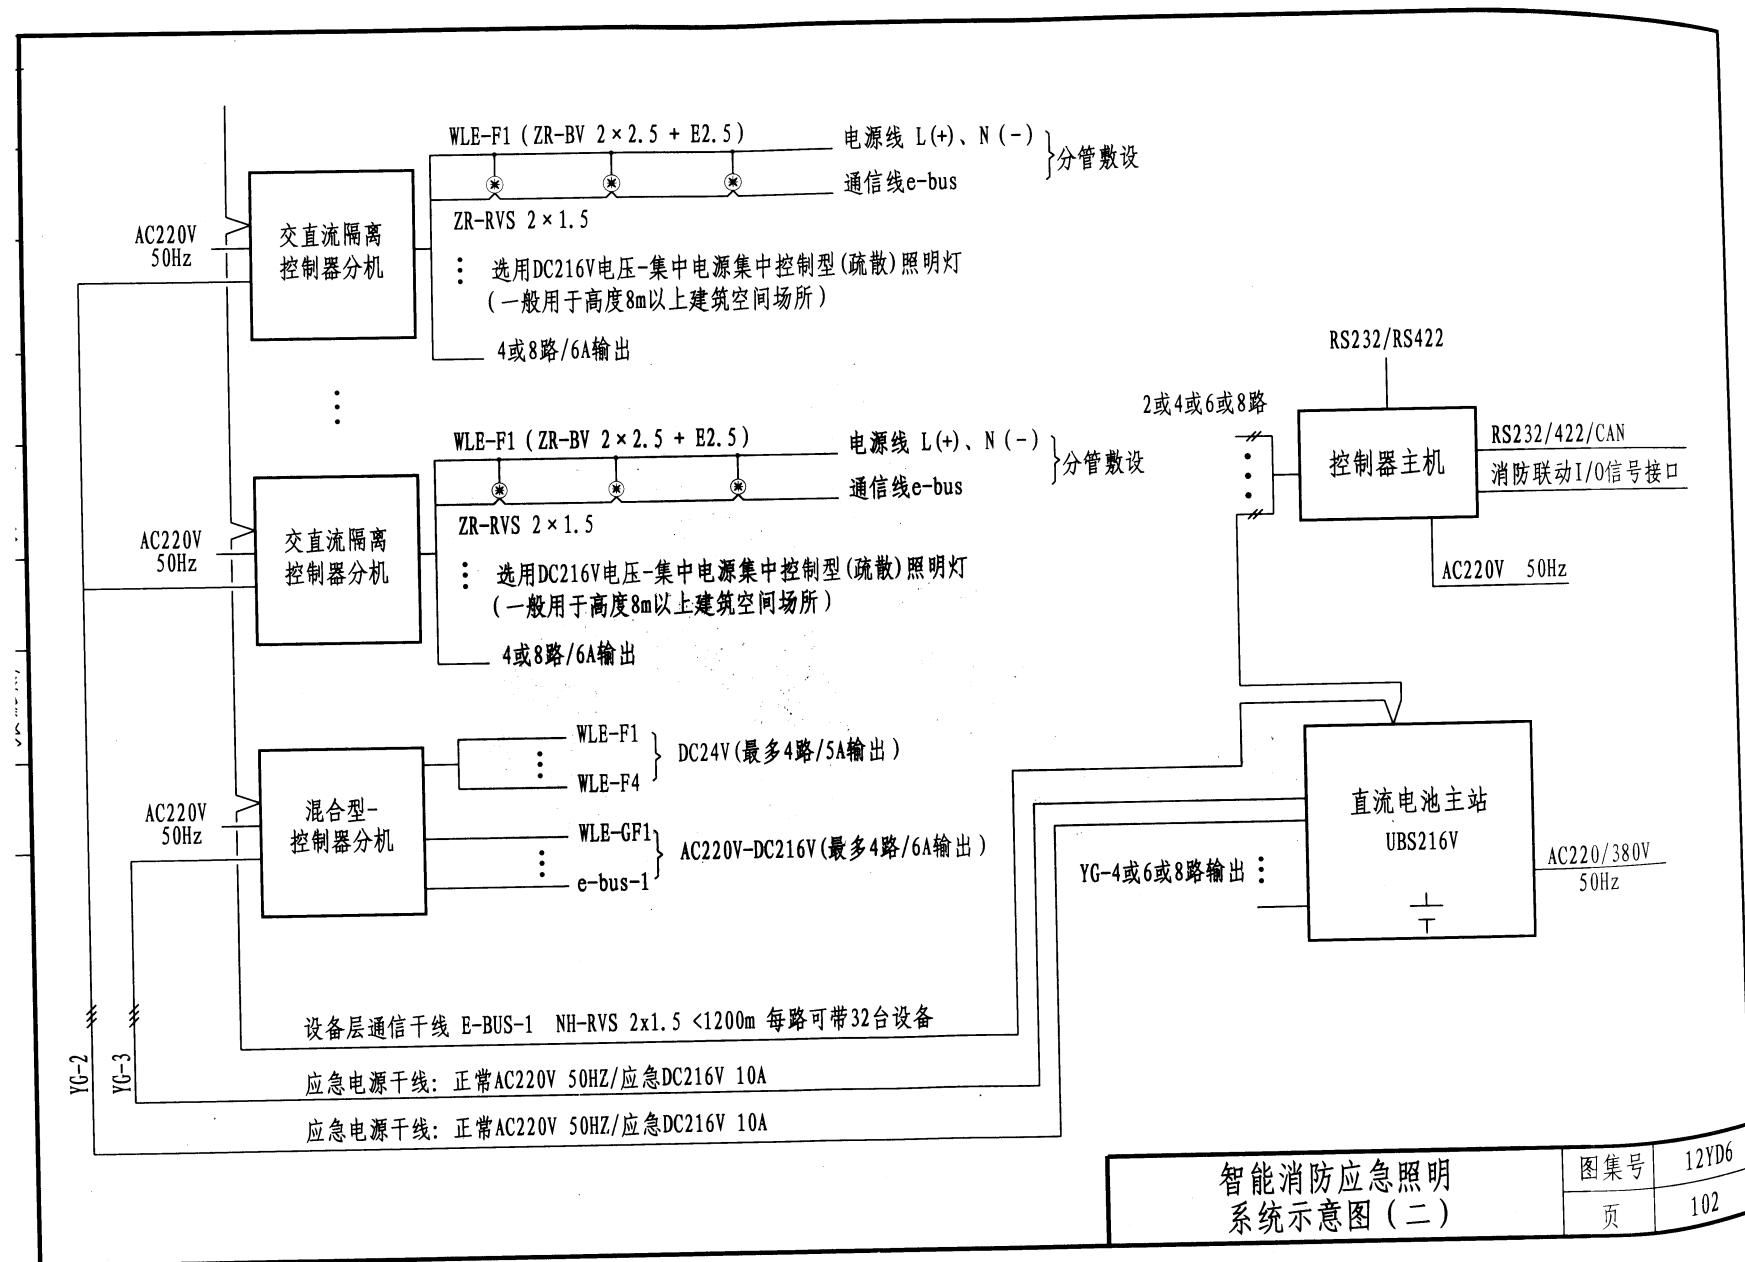 WLE-F1 (ZR-BV 2×2.5 + E2.5)
电源线 L(+)、N(-)
通信线e-bus
分管敷设
AC220V
50Hz
交直流隔离
控制器分机
ZR-RVS 2×1.5
选用DC216V电压-集中电源集中控制型(疏散)照明灯
(一般用于高度8m以上建筑空间场所)
4或8路/6A输出
WLE-F1 (ZR-BV 2×2.5 + E2.5)
电源线 L(+)、N(-)
通信线e-bus
分管敷设
AC220V
50Hz
交直流隔离
控制器分机
ZR-RVS 2×1.5
选用DC216V电压-集中电源集中控制型(疏散)照明灯
(一般用于高度8m以上建筑空间场所)
4或8路/6A输出
RS232/RS422
2或4或6或8路
控制器主机
RS232/422/CAN
消防联动I/O信号接口
AC220V 50Hz
AC220V
50Hz
混合型-
控制器分机
WLE-F1
WLE-F4
DC24V(最多4路/5A输出)
WLE-GF1
e-bus-1
AC220V-DC216V(最多4路/6A输出)
直流电池主站
UBS216V
YG-4或6或8路输出
AC220/380V
50Hz
YG-2
YG-3
设备层通信干线 E-BUS-1 NH-RVS 2x1.5 <1200m 每路可带32台设备
应急电源干线: 正常AC220V 50HZ/应急DC216V 10A
应急电源干线: 正常AC220V 50HZ/应急DC216V 10A
智能消防应急照明
系统示意图(二)
图集号
12YD6
页
102